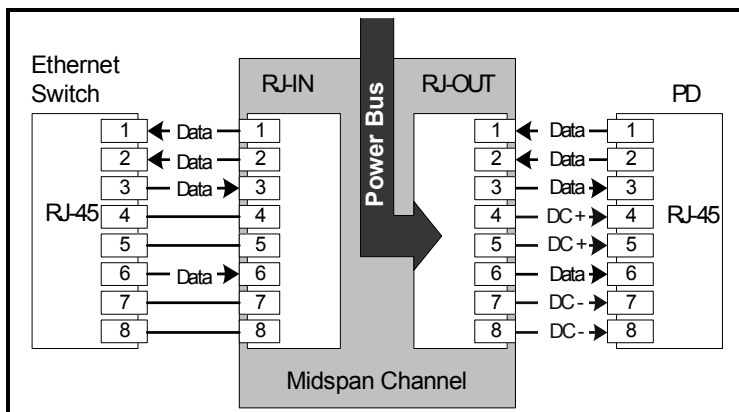 Ethernet
Switch
RJ-IN
Power Bus
RJ-OUT
PD
1 Data 1
1 Data 1
2 Data 2
2 Data 2
3 Data 3
3 Data 3
RJ-45
4 4
4 DC+ 4
RJ-45
5 5
5 DC+ 5
6 Data 6
6 Data 6
7 7
7 DC- 7
8 8
8 DC- 8
Midspan Channel